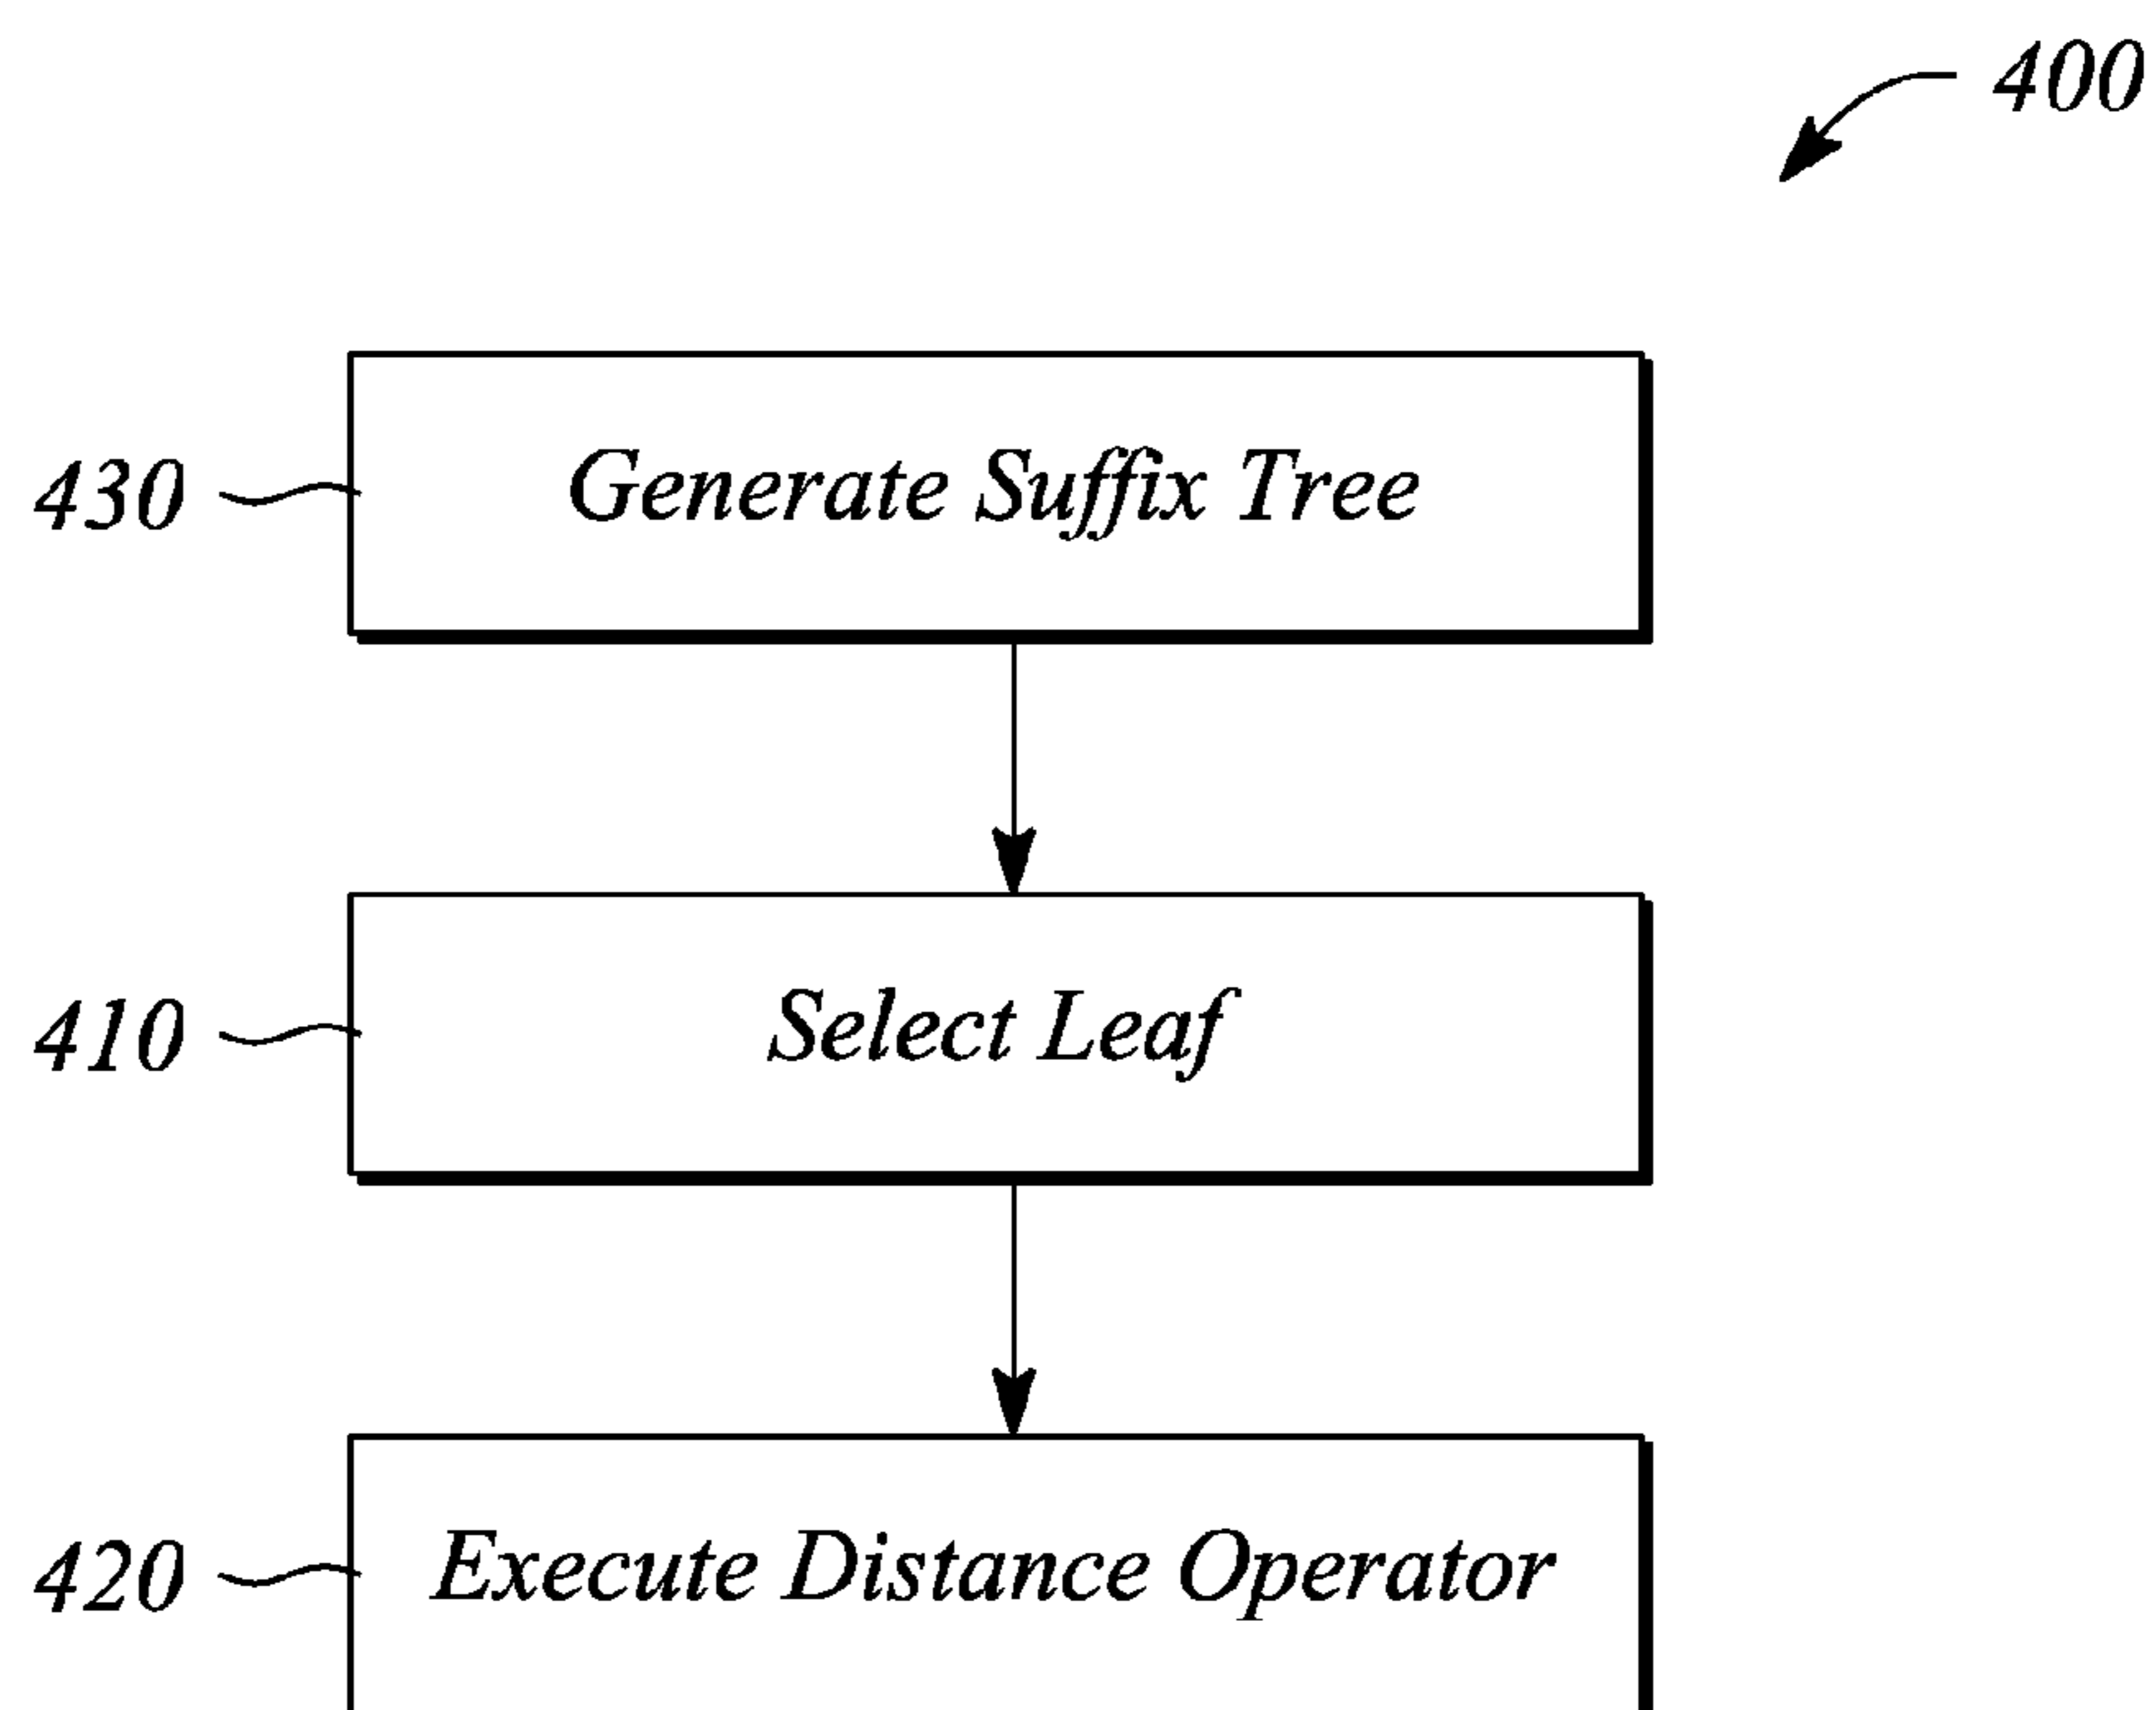 400
430
Generate Suffix Tree
410
Select Leaf
420
Execute Distance Operator